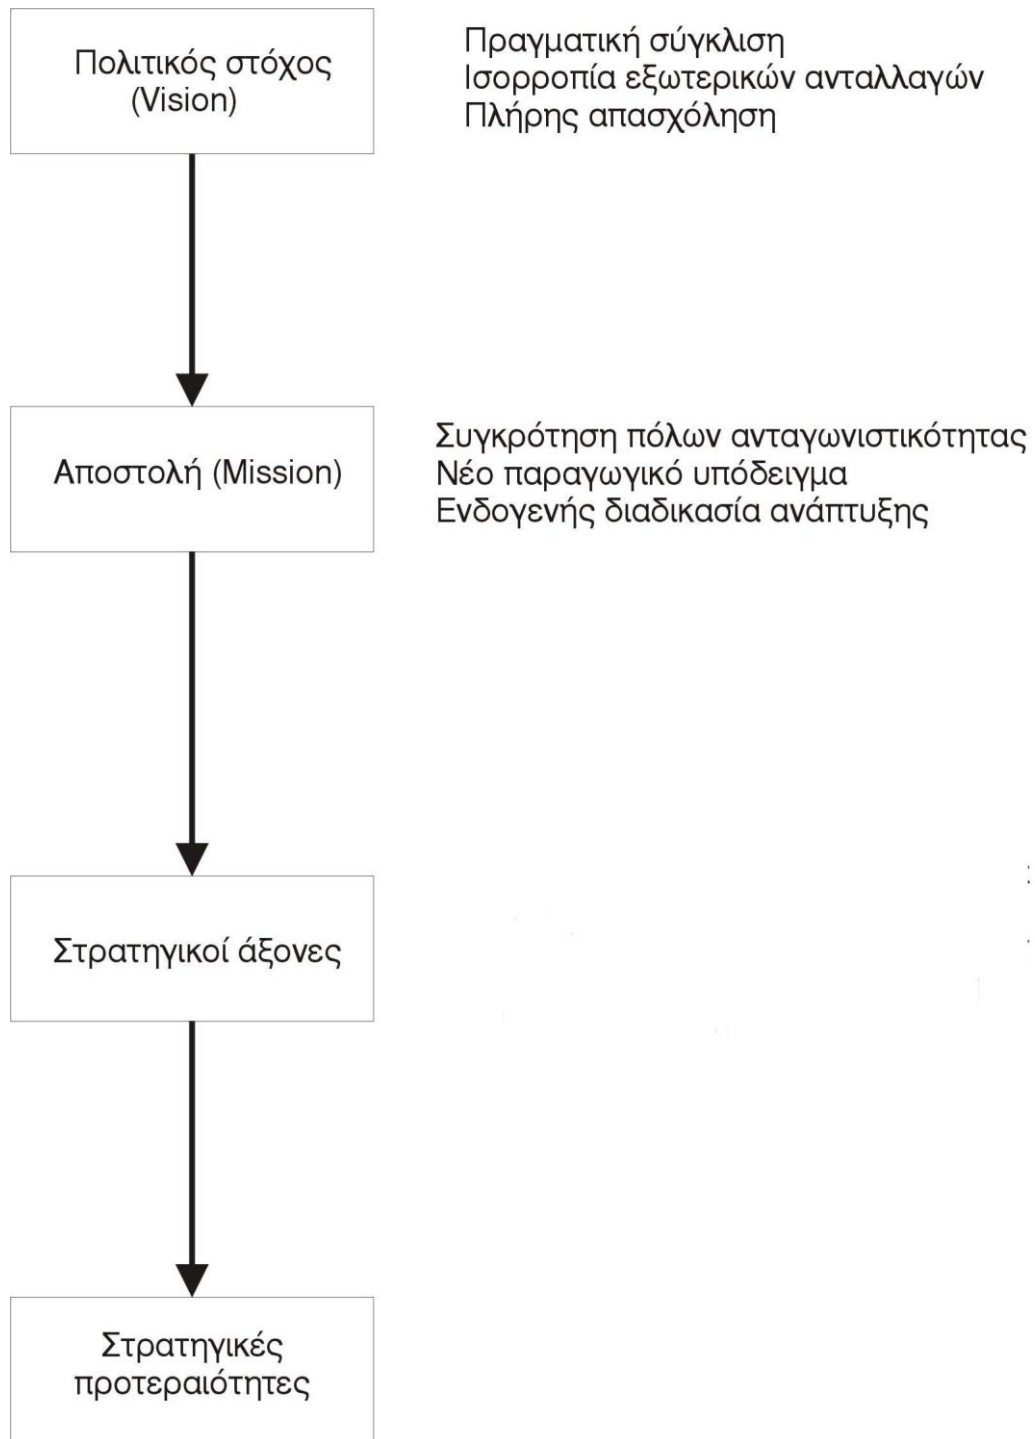 Πολιτικός στόχος
(Vision)
Πραγματική σύγκλιση
Ισορροπία εξωτερικών ανταλλαγών
Πλήρης απασχόληση
Αποστολή (Mission)
Συγκρότηση πόλων ανταγωνιστικότητας
Νέο παραγωγικό υπόδειγμα
Ενδογενής διαδικασία ανάπτυξης
Στρατηγικοί άξονες
Στρατηγικές
προτεραιότητες